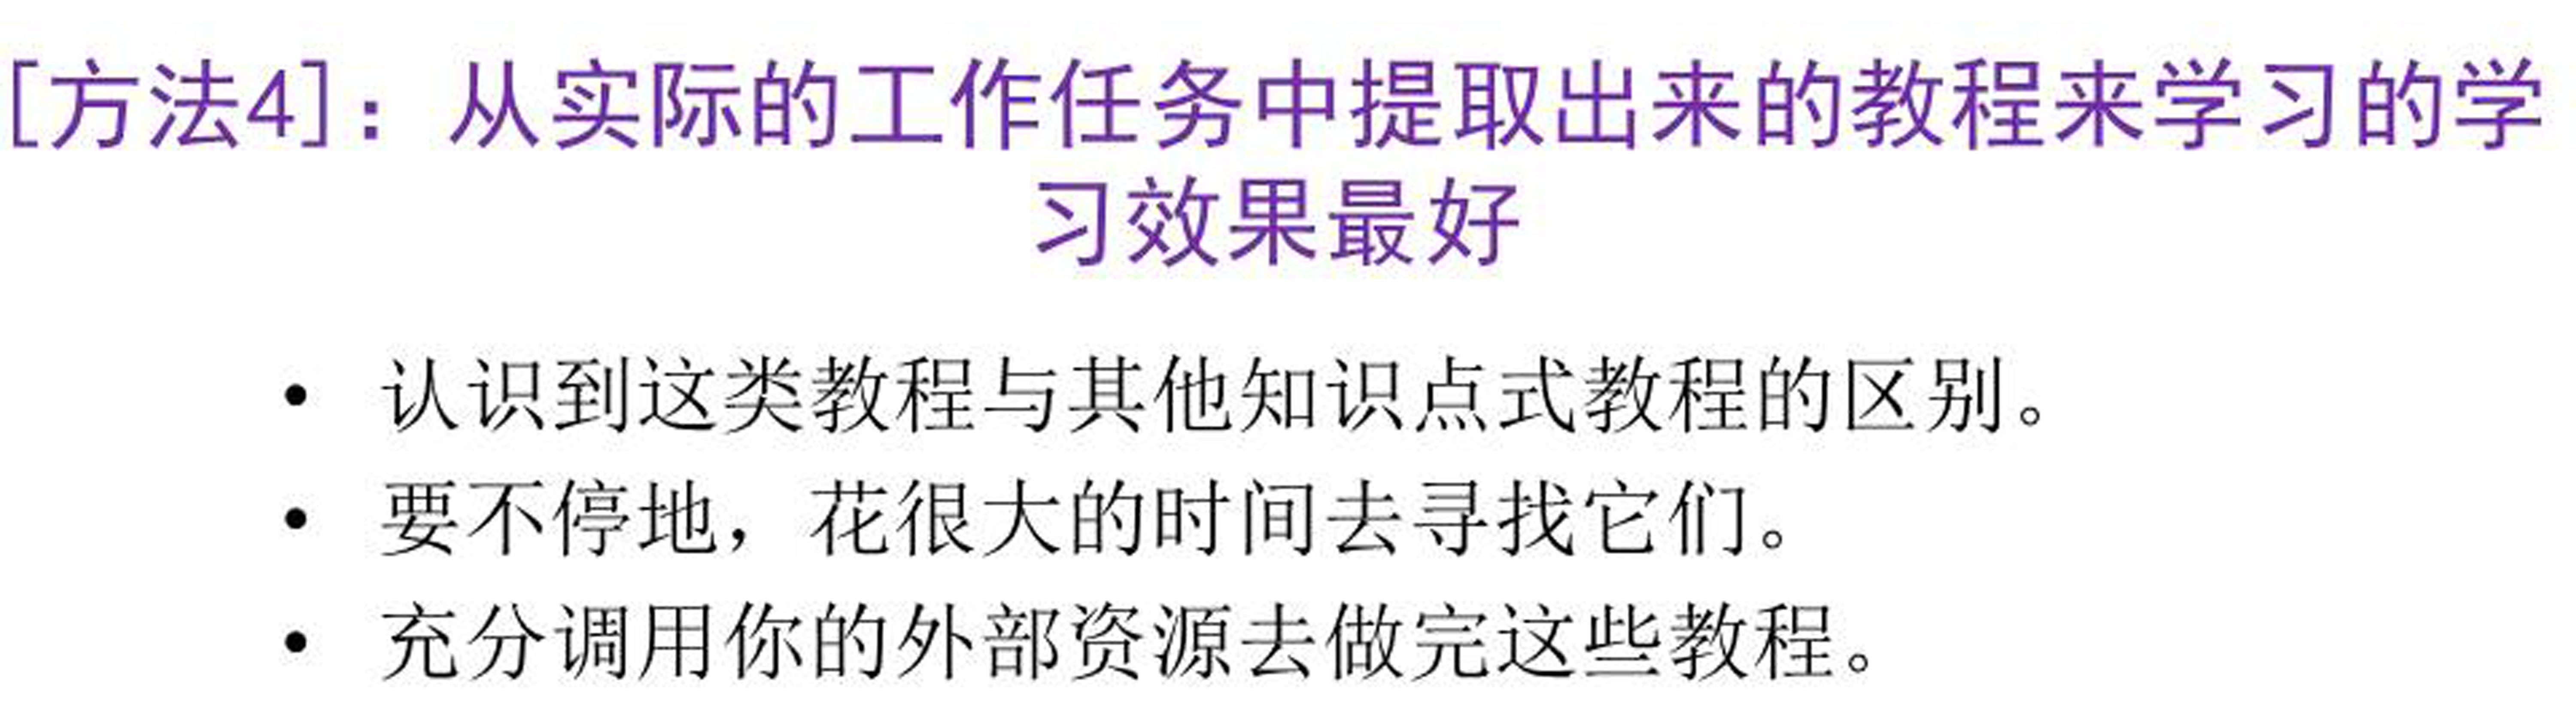 [方法4]：从实际的工作任务中提取出来的教程来学习的学
习效果最好
• 认识到这类教程与其他知识点式教程的区别。
• 要不停地，花很大的时间去寻找它们。
• 充分调用你的外部资源去做完这些教程。